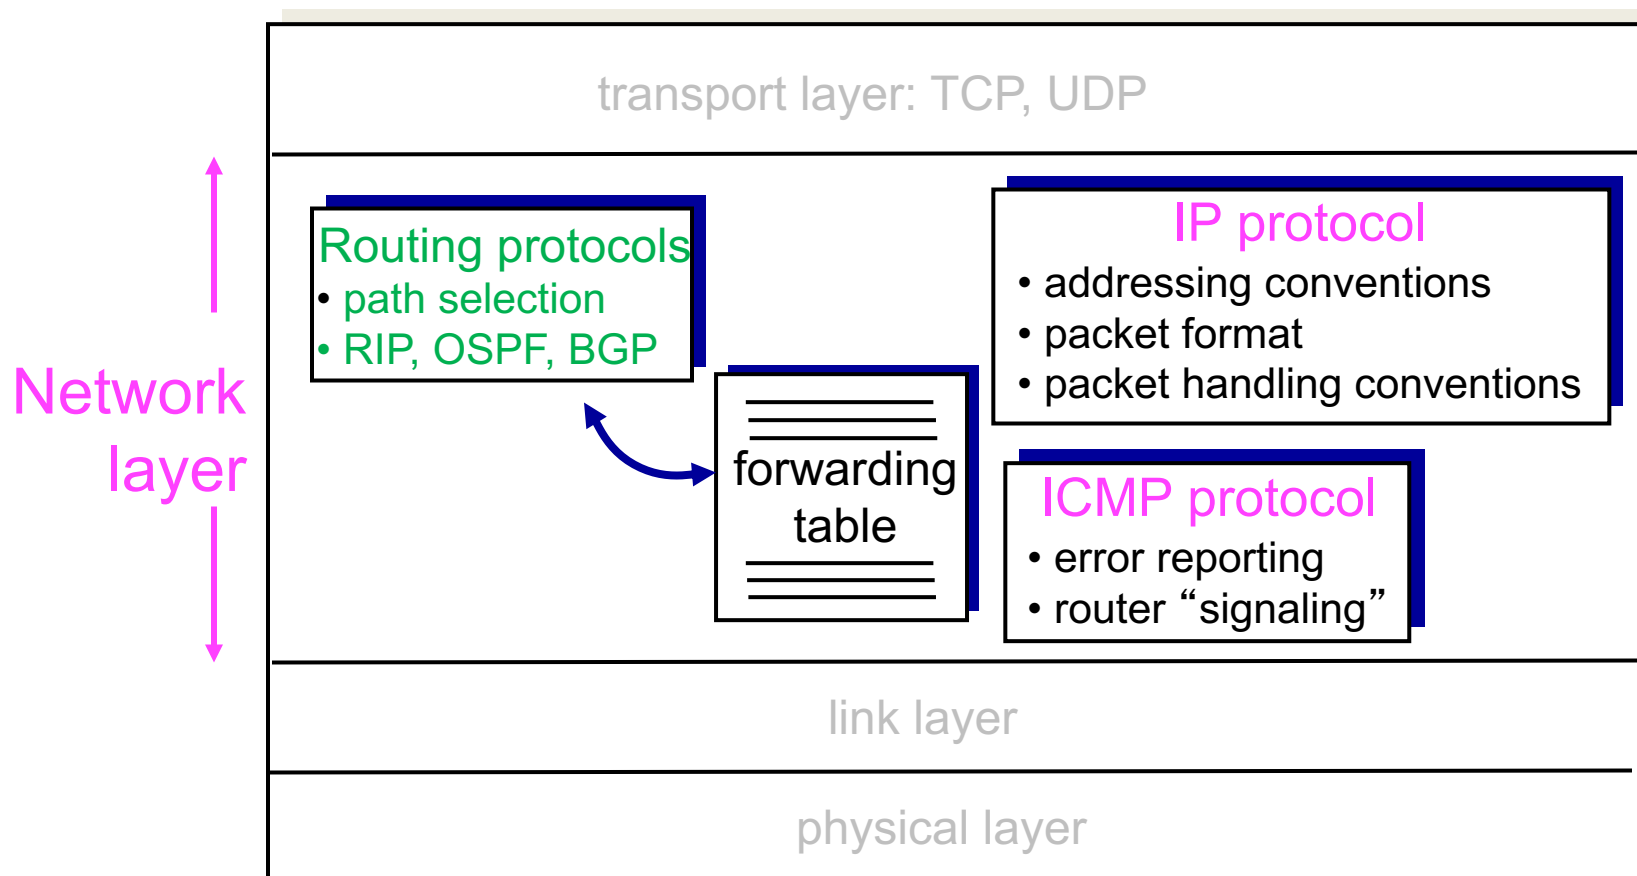 transport layer: TCP, UDP
Network
layer
Routing protocols
• path selection
• RIP, OSPF, BGP
forwarding
table
IP protocol
• addressing conventions
• packet format
• packet handling conventions
ICMP protocol
• error reporting
• router “signaling”
link layer
physical layer